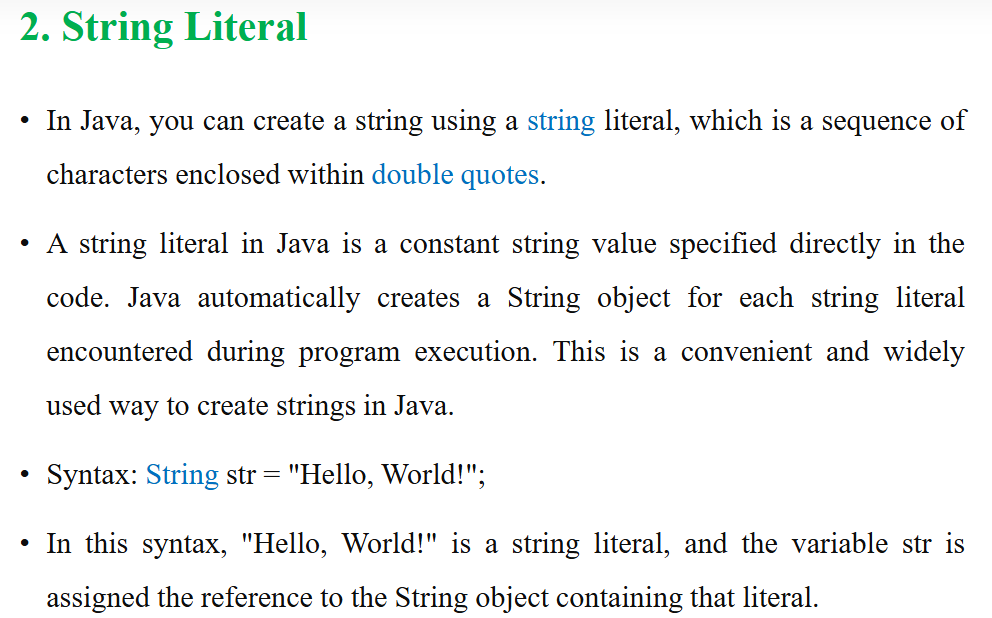 2. String Literal
• In Java, you can create a string using a string literal, which is a sequence of
characters enclosed within double quotes.
• A string literal in Java is a constant string value specified directly in the
code. Java automatically creates a String object for each string literal
encountered during program execution. This is a convenient and widely
used way to create strings in Java.
• Syntax: String str = "Hello, World!";
• In this syntax, "Hello, World!" is a string literal, and the variable str is
assigned the reference to the String object containing that literal.